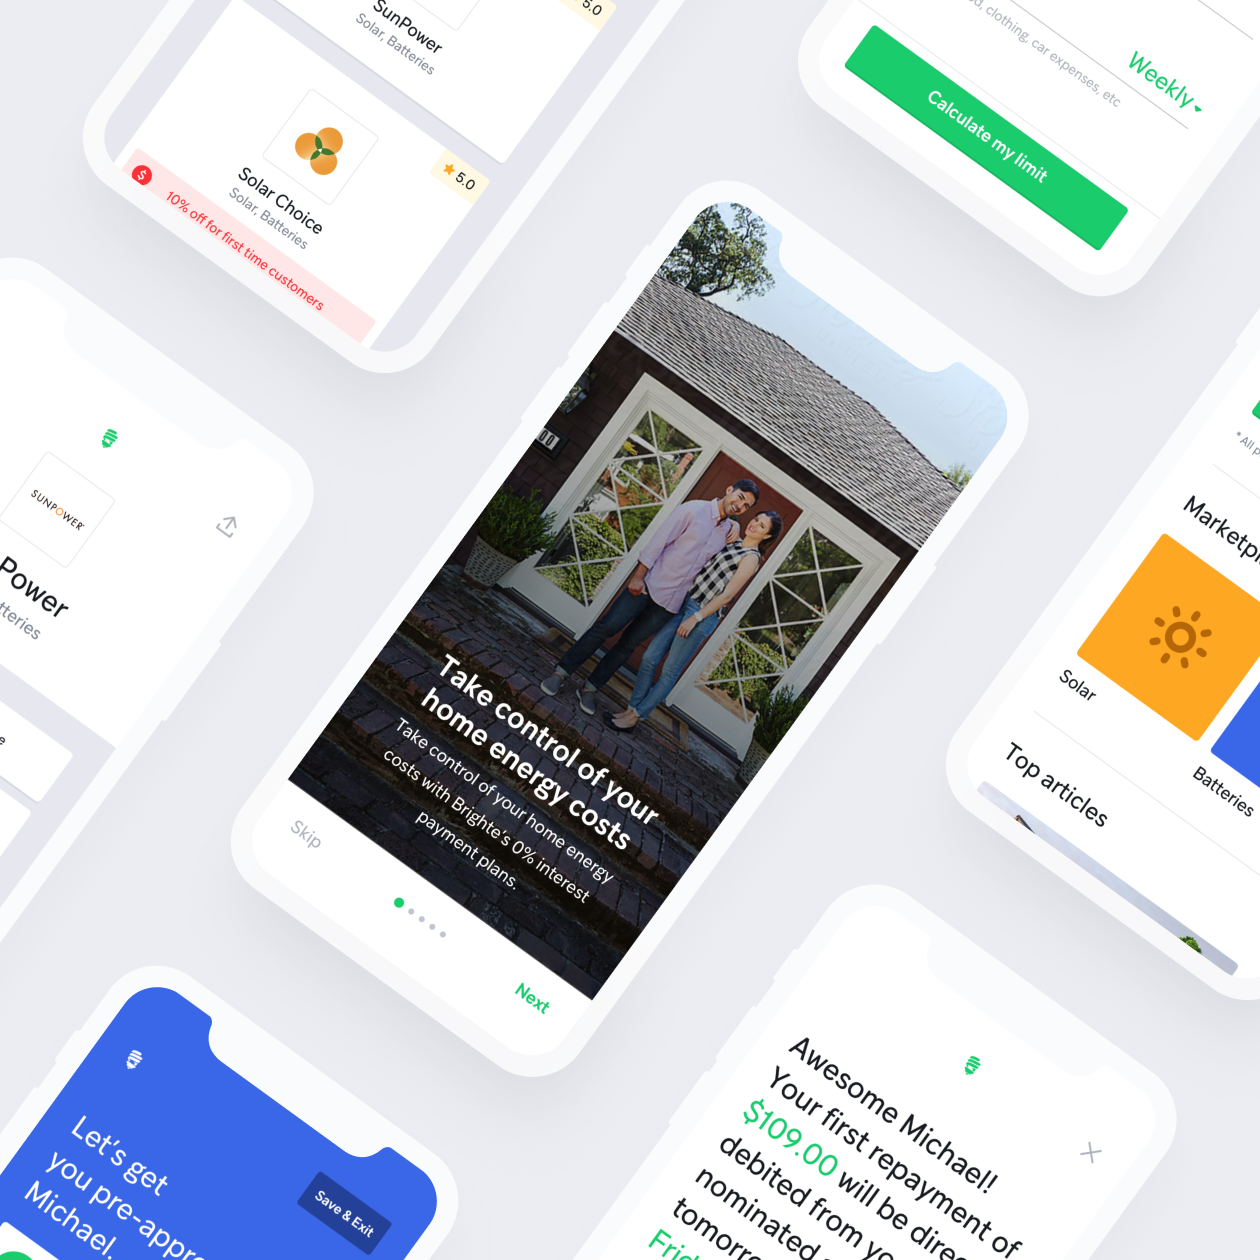 SunPower
Solar, Batteries
5.0
Solar Choice
Solar, Batteries
5.0
$
10% off for first time customers
clothing, car expenses, etc
Weekly
Calculate my limit
SUNPOWER
Power
Take control of your
home energy costs
Take control of your home energy
costs with Brighte's 0% interest
payment plans.
Skip
Next
* All p
Marketpl
Solar
Batteries
Top articles
Let's get
you pre-appro
Michael.
Save & Exit
Awesome Michael!
Your first repayment of
$109.00 will be direc
debited from yo
nominated
tomorro
Frid